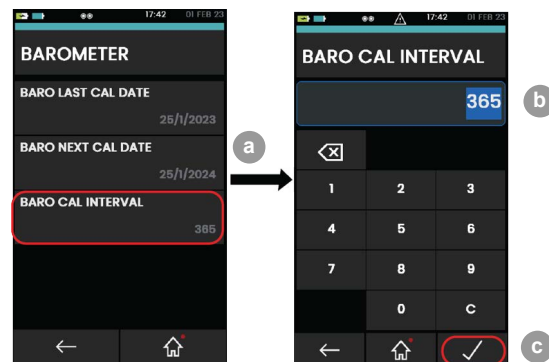 17:42 01 FEB 23
BAROMETER
BARO LAST CAL DATE
25/1/2023
BARO NEXT CAL DATE
25/1/2024
BARO CAL INTERVAL
365
a
17:42 01 FEB 23
BARO CAL INTERVAL
365
b
1 2 3
4 5 6
7 8 9
0 C
c